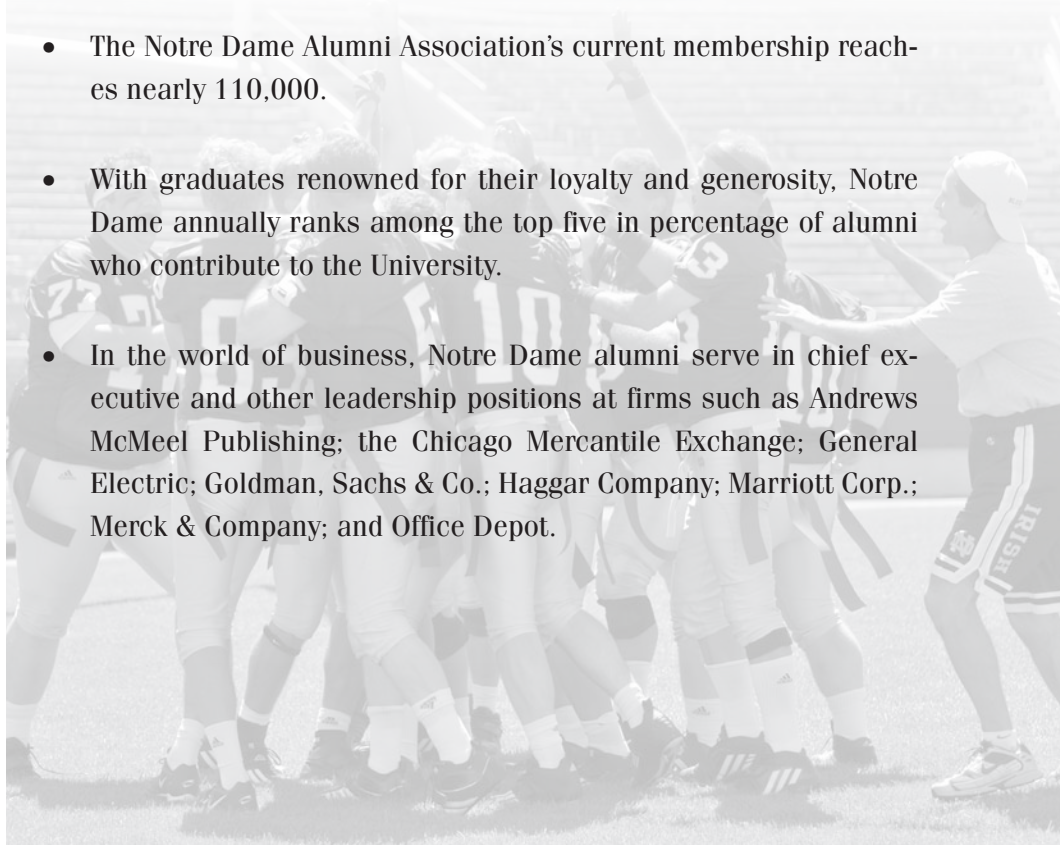 • The Notre Dame Alumni Association's current membership reach-
es nearly 110,000.
• With graduates renowned for their loyalty and generosity, Notre
Dame annually ranks among the top five in percentage of alumni
who contribute to the University.
• In the world of business, Notre Dame alumni serve in chief ex-
ecutive and other leadership positions at firms such as Andrews
McMeel Publishing; the Chicago Mercantile Exchange; General
Electric; Goldman, Sachs & Co.; Haggar Company; Marriott Corp.;
Merck & Company; and Office Depot.
77
10
3
IRISH